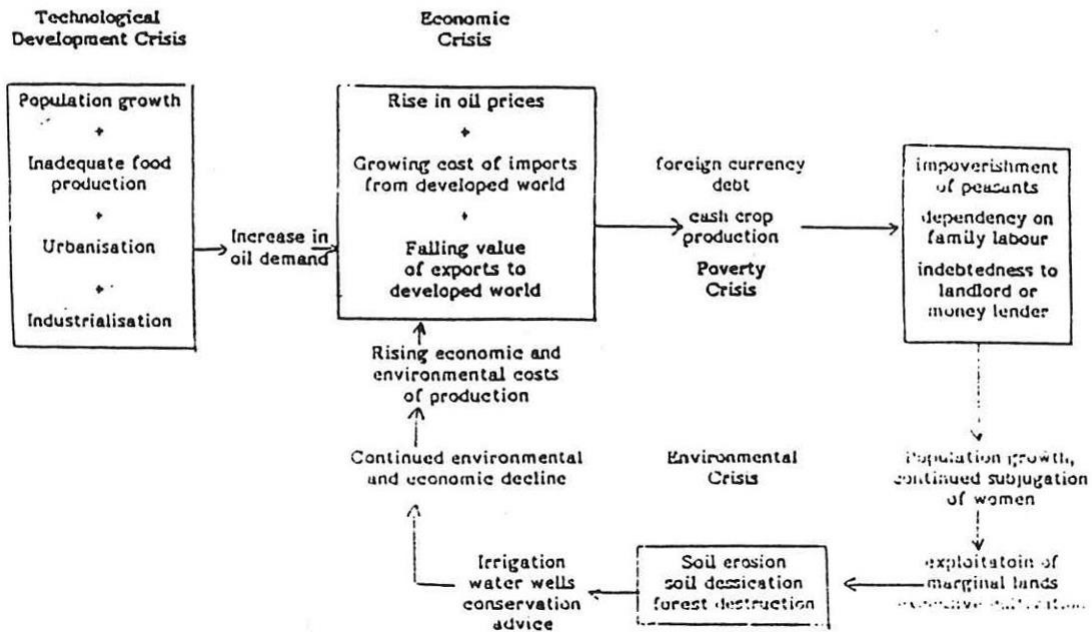 Technological
Development Crisis
Economic
Crisis
Population growth
+
Inadequate food
production
+
Urbanisation
+
Industrialisation
Increase in
oil demand
Rise in oil prices
+
Growing cost of imports
from developed world
+
Falling value
of exports to
developed world
foreign currency
debt
cash crop
production
Poverty
Crisis
impoverishment
of peasants
dependency on
family labour
indebtedness to
landlord or
money lender
Population growth,
continued subjugation
of women
exploitatoin of
marginal lands
Environmental
Crisis
Soil erosion
soil dessication
forest destruction
Irrigation
water wells
conservation
advice
Continued environmental
and economic decline
Rising economic and
environmental costs
of production